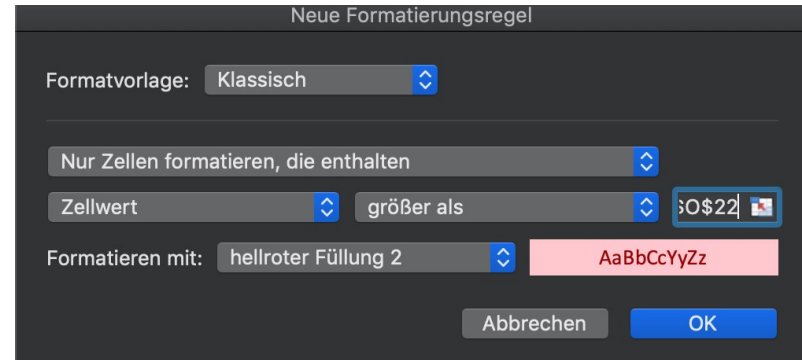 Neue Formatierungsregel
Formatvorlage: Klassisch
Nur Zellen formatieren, die enthalten
Zellwert größer als $O$22
Formatieren mit: hellroter Füllung 2 AaBbCcYyZz
Abbrechen OK